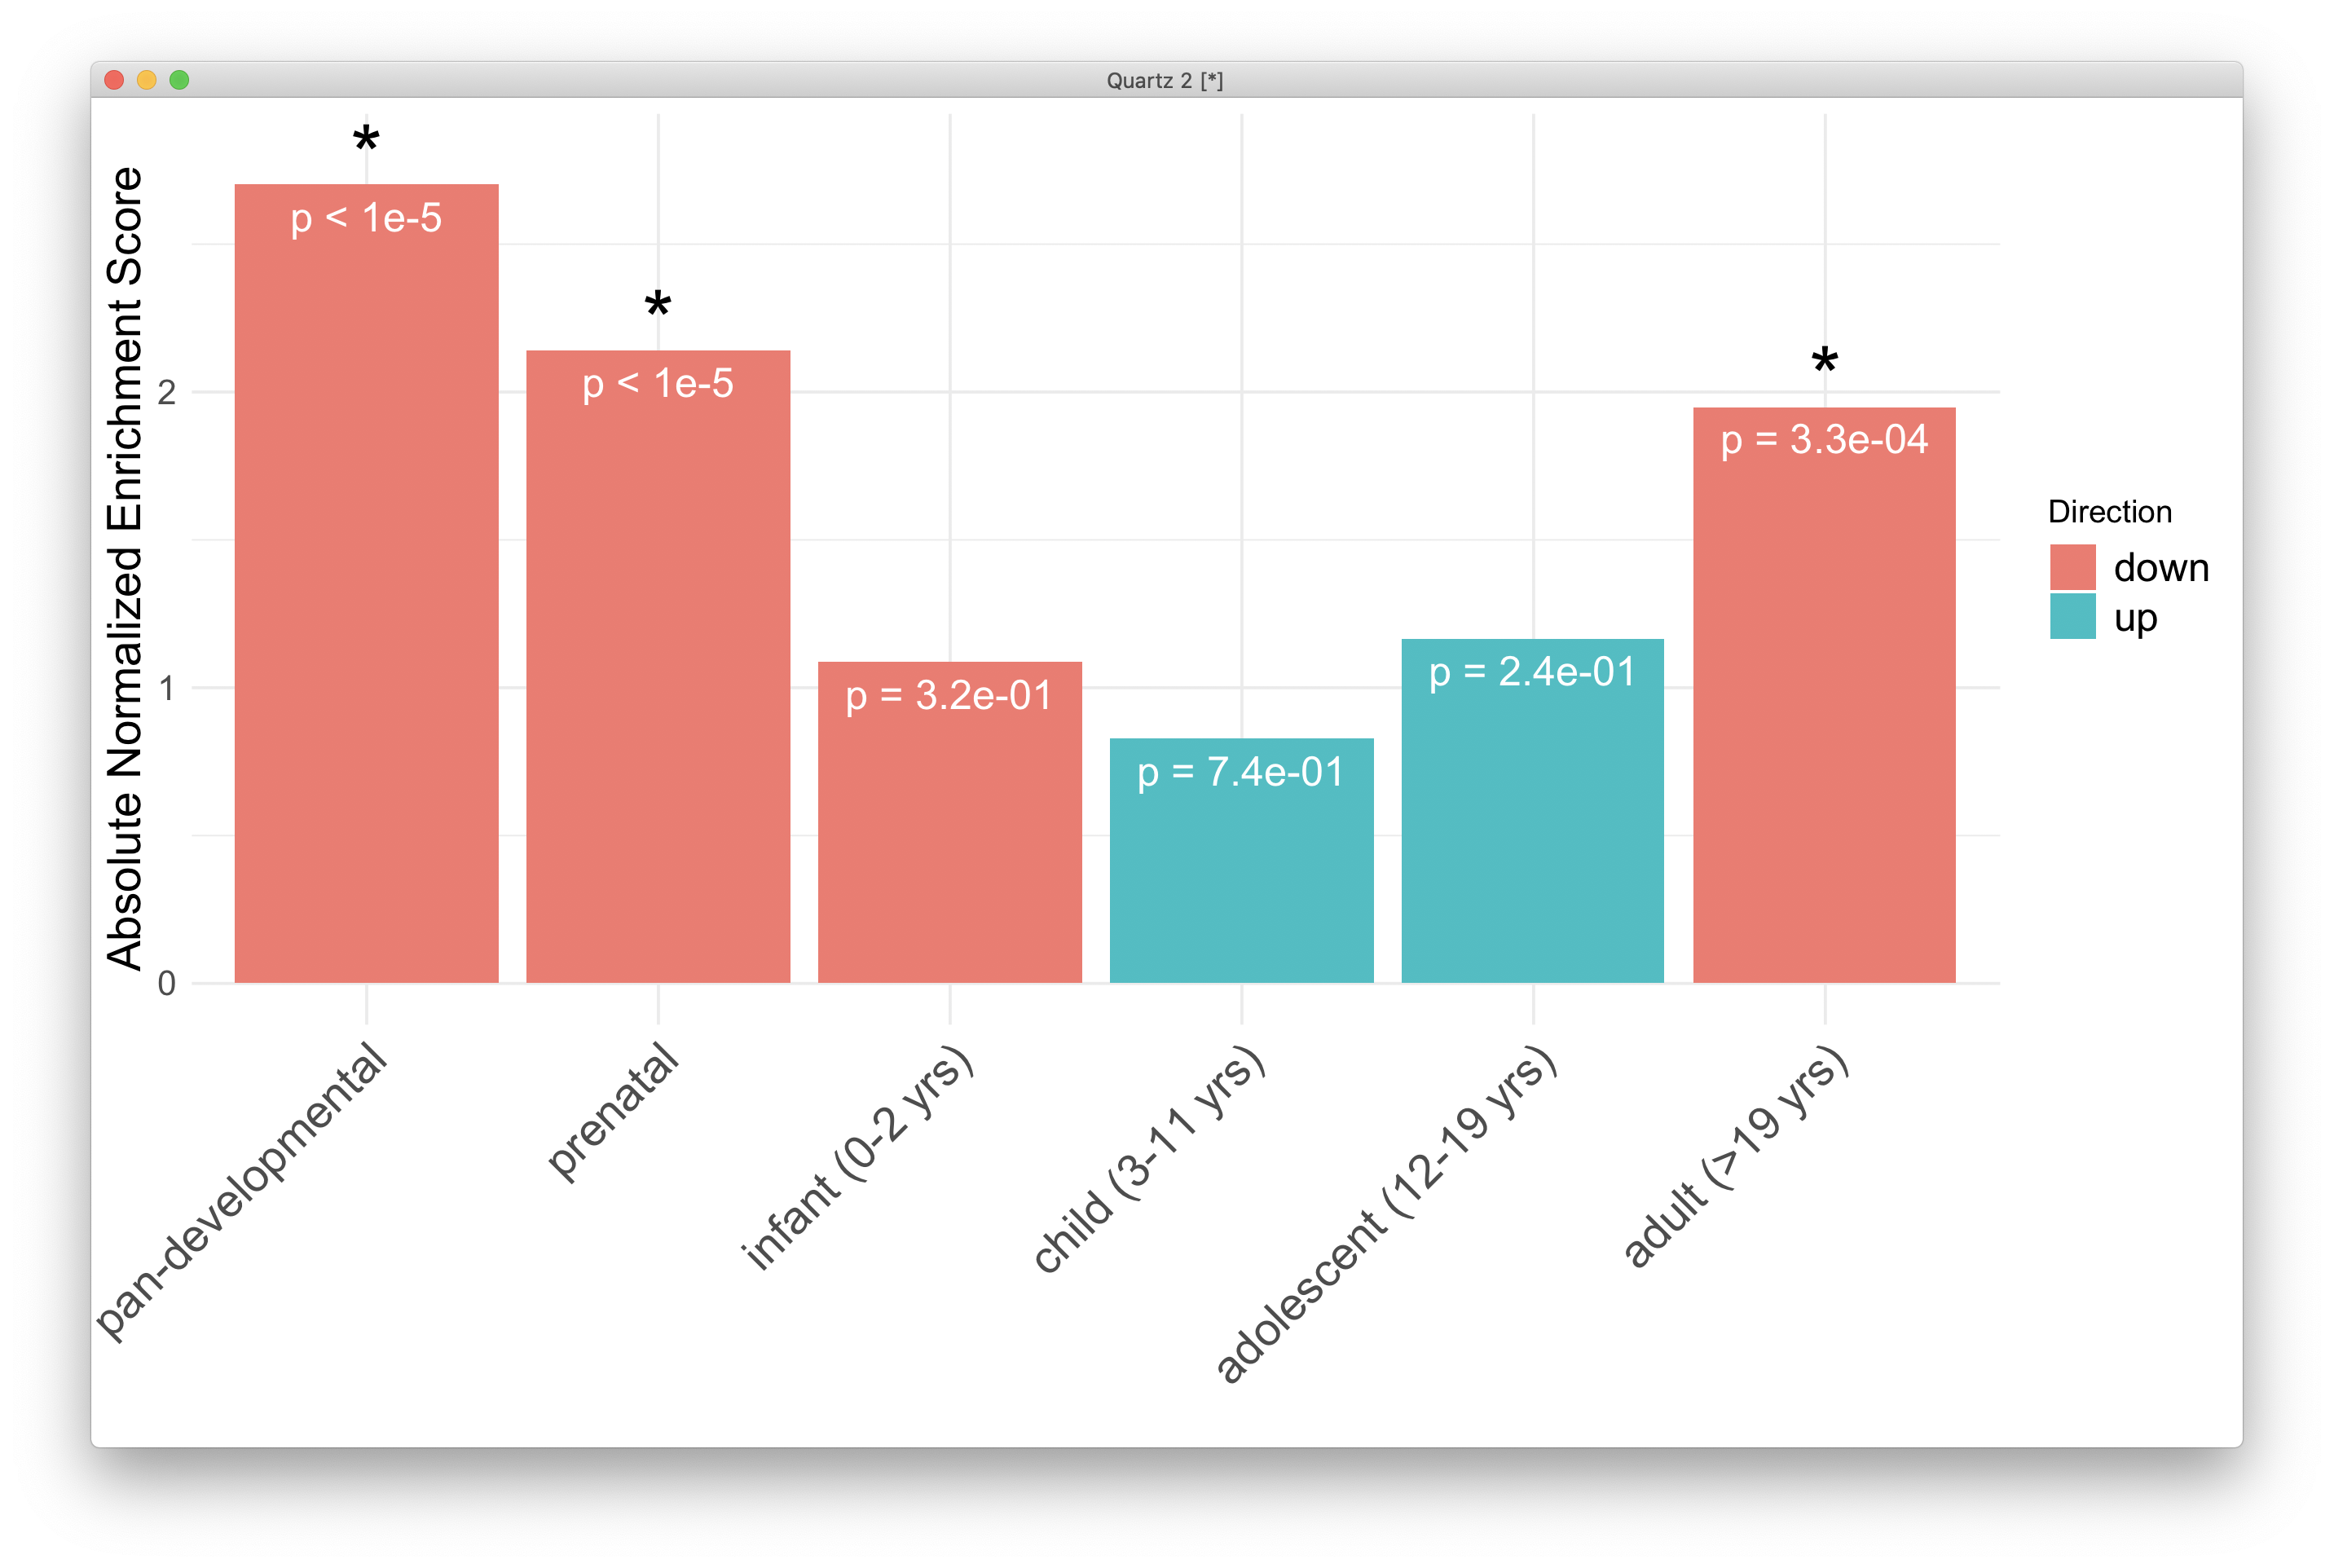 Quartz 2 [*]
Absolute Normalized Enrichment Score
2
1
0
*
p < 1e-5
*
p < 1e-5
p = 3.2e-01
p = 7.4e-01
p = 2.4e-01
*
p = 3.3e-04
pan-developmental
prenatal
infant (0-2 yrs)
child (3-11 yrs)
adolescent (12-19 yrs)
adult (>19 yrs)
Direction
down
up